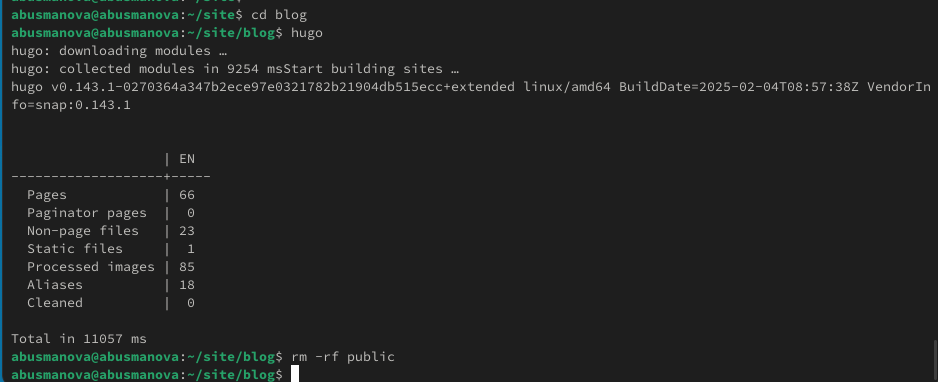 abusmanova@abusmanova:~/site$ cd blog
abusmanova@abusmanova:~/site/blog$ hugo
hugo: downloading modules …
hugo: collected modules in 9254 msStart building sites …
hugo v0.143.1-0270364a347b2ece97e0321782b21904db515ecc+extended linux/amd64 BuildDate=2025-02-04T08:57:38Z VendorIn
fo=snap:0.143.1
                   | EN
-------------------+-----
  Pages            | 66
  Paginator pages  |  0
  Non-page files   | 23
  Static files     |  1
  Processed images | 85
  Aliases          | 18
  Cleaned          |  0
Total in 11057 ms
abusmanova@abusmanova:~/site/blog$ rm -rf public
abusmanova@abusmanova:~/site/blog$